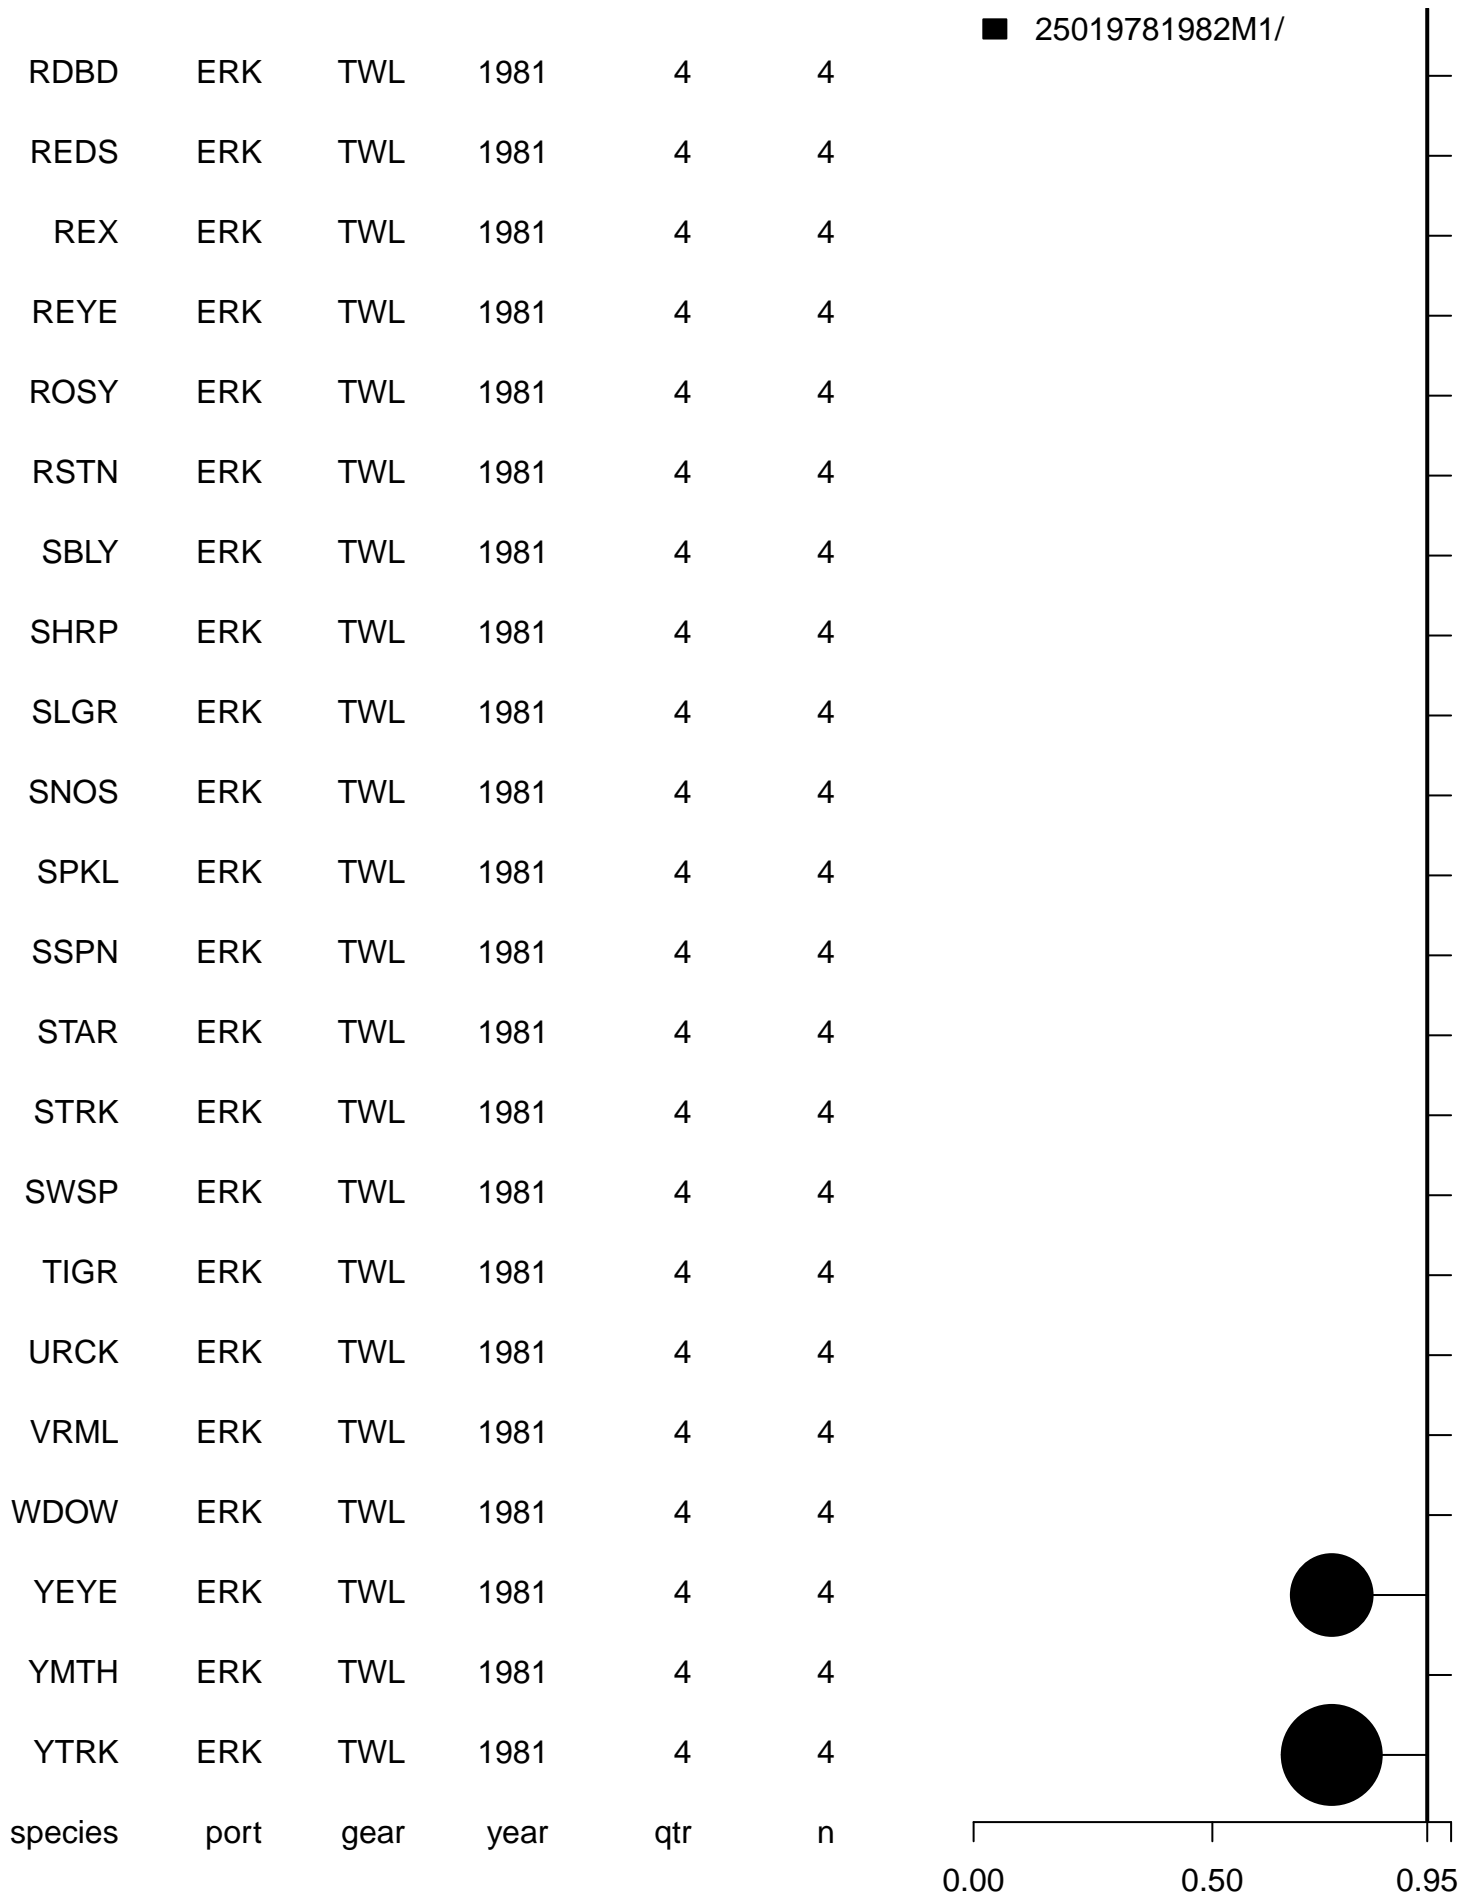 25019781982M1/
RDBD ERK TWL 1981 4 4
REDS ERK TWL 1981 4 4
REX ERK TWL 1981 4 4
REYE ERK TWL 1981 4 4
ROSY ERK TWL 1981 4 4
RSTN ERK TWL 1981 4 4
SBLY ERK TWL 1981 4 4
SHRP ERK TWL 1981 4 4
SLGR ERK TWL 1981 4 4
SNOS ERK TWL 1981 4 4
SPKL ERK TWL 1981 4 4
SSPN ERK TWL 1981 4 4
STAR ERK TWL 1981 4 4
STRK ERK TWL 1981 4 4
SWSP ERK TWL 1981 4 4
TIGR ERK TWL 1981 4 4
URCK ERK TWL 1981 4 4
VRML ERK TWL 1981 4 4
WDOW ERK TWL 1981 4 4
YEYE ERK TWL 1981 4 4
YMTH ERK TWL 1981 4 4
YTRK ERK TWL 1981 4 4
species port gear year qtr n
0.00 0.50 0.95